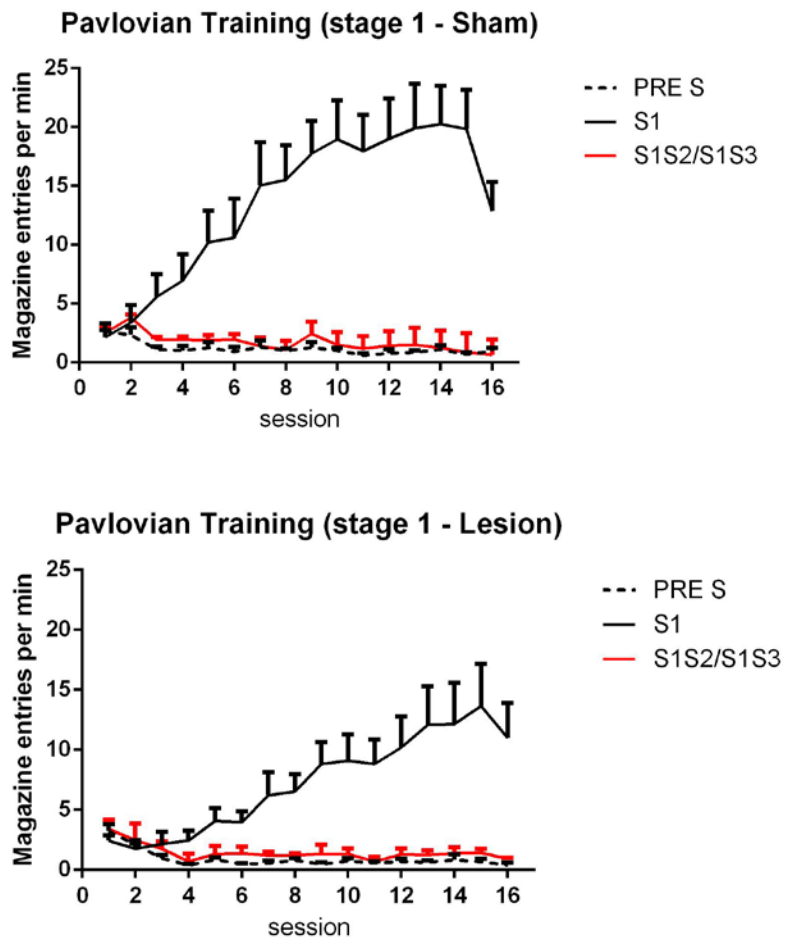 Pavlovian Training (stage 1 - Sham)
Magazine entries per min
25
20
15
10
5
0
0 2 4 6 8 10 12 14 16
session
PRE S
S1
S1S2/S1S3
Pavlovian Training (stage 1 - Lesion)
Magazine entries per min
25
20
15
10
5
0
0 2 4 6 8 10 12 14 16
session
PRE S
S1
S1S2/S1S3